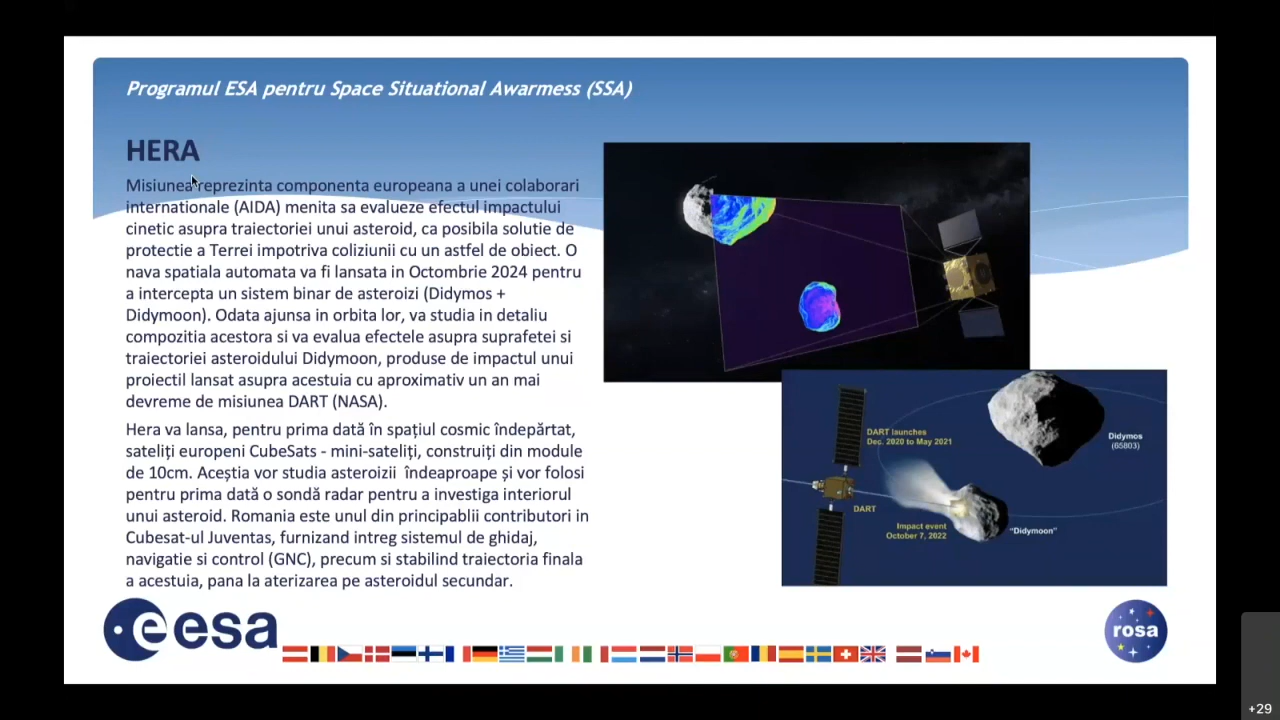 Programul ESA pentru Space Situational Awarmess (SSA)
HERA
Misiunea reprezinta componenta europeana a unei colaborari
internationale (AIDA) menita sa evalueze efectul impactului
cinetic asupra traiectoriei unui asteroid, ca posibila solutie de
protectie a Terrei impotriva coliziunii cu un astfel de obiect. O
nava spatiala automata va fi lansata in Octombrie 2024 pentru
a intercepta un sistem binar de asteroizi (Didymos +
Didymoon). Odata ajunsa in orbita lor, va studia in detaliu
compozitia acestora si va evalua efectele asupra suprafetei si
traiectoriei asteroidului Didymoon, produse de impactul unui
proiectil lansat asupra acestuia cu aproximativ un an mai
devreme de misiunea DART (NASA).
Hera va lansa, pentru prima dată în spațiul cosmic îndepărtat,
sateliți europeni CubeSats - mini-sateliți, construiți din module
de 10cm. Aceștia vor studia asteroizii îndeaproape și vor folosi
pentru prima dată o sondă radar pentru a investiga interiorul
unui asteroid. Romania este unul din principablii contributori in
Cubesat-ul Juventas, furnizand intreg sistemul de ghidaj,
navigatie si control (GNC), precum si stabilind traiectoria finala
a acestuia, pana la aterizarea pe asteroidul secundar.
DART launches
Dec. 2020 to May 2021
Didymos
(65803)
DART
Impact event
October 7, 2022
"Didymoon"
esa
rosa
+29